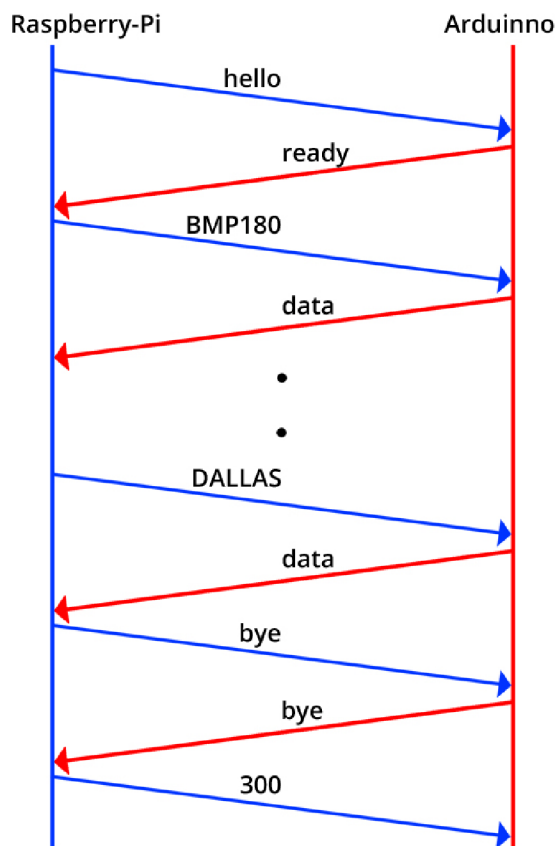 Raspberry-Pi Arduinno
hello
ready
BMP180
data
DALLAS
data
bye
bye
300